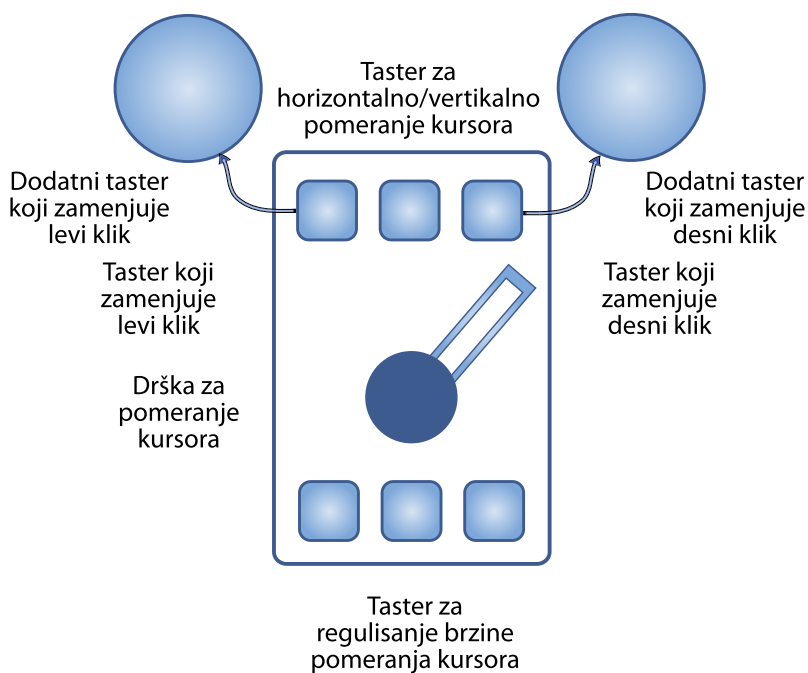 Taster za
horizontalno/vertikalno
pomeranje kursora
Dodatni taster
koji zamenjuje
levi klik
Dodatni taster
koji zamenjuje
desni klik
Taster koji
zamenjuje
levi klik
Taster koji
zamenjuje
desni klik
Drška za
pomeranje
kursora
Taster za
regulisanje brzine
pomeranja kursora